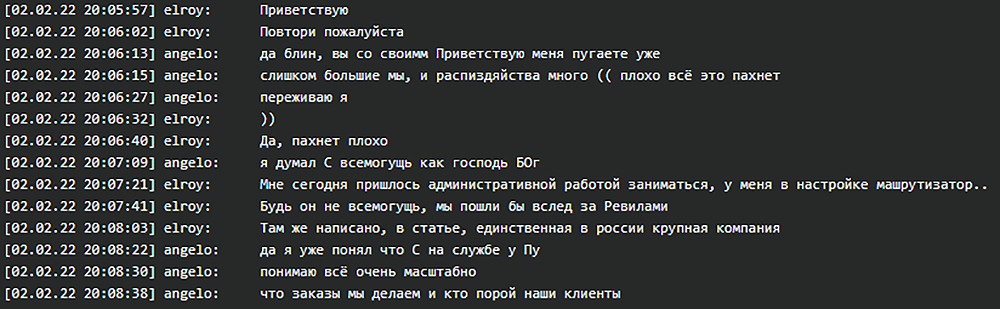 [02.02.22 20:05:57] elroy: Приветствую
[02.02.22 20:06:02] elroy: Повтори пожалуйста
[02.02.22 20:06:13] angelo: да блин, вы со своимм Приветствую меня пугаете уже
[02.02.22 20:06:15] angelo: слишком большие мы, и распиздяйства много (( плохо всё это пахнет
[02.02.22 20:06:27] angelo: переживаю я
[02.02.22 20:06:32] elroy: ))
[02.02.22 20:06:40] elroy: Да, пахнет плохо
[02.02.22 20:07:09] angelo: я думал С всемогущь как господь БОг
[02.02.22 20:07:21] elroy: Мне сегодня пришлось административной работой заниматься, у меня в настройке машрутизатор..
[02.02.22 20:07:41] elroy: Будь он не всемогущь, мы пошли бы вслед за Ревилами
[02.02.22 20:08:03] elroy: Там же написано, в статье, единственная в россии крупная компания
[02.02.22 20:08:22] angelo: да я уже понял что С на службе у Пу
[02.02.22 20:08:30] angelo: понимаю всё очень масштабно
[02.02.22 20:08:38] angelo: что заказы мы делаем и кто порой наши клиенты